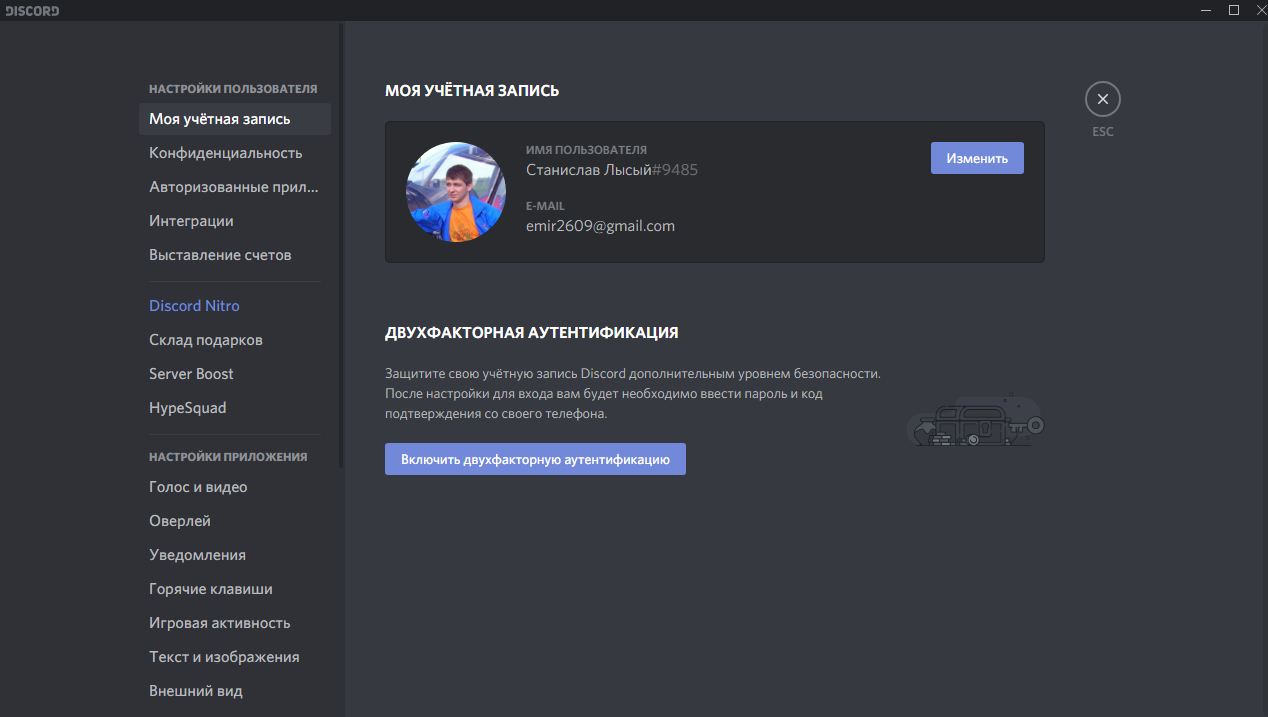 DISCORD
НАСТРОЙКИ ПОЛЬЗОВАТЕЛЯ
Моя учётная запись
Конфиденциальность
Авторизованные прил...
Интеграции
Выставление счетов
Discord Nitro
Склад подарков
Server Boost
HypeSquad
НАСТРОЙКИ ПРИЛОЖЕНИЯ
Голос и видео
Оверлей
Уведомления
Горячие клавиши
Игровая активность
Текст и изображения
Внешний вид
МОЯ УЧЁТНАЯ ЗАПИСЬ
ИМЯ ПОЛЬЗОВАТЕЛЯ
Станислав Лысый#9485
Изменить
E-MAIL
emir2609@gmail.com
ESC
ДВУХФАКТОРНАЯ АУТЕНТИФИКАЦИЯ
Защитите свою учётную запись Discord дополнительным уровнем безопасности.
После настройки для входа вам будет необходимо ввести пароль и код
подтверждения со своего телефона.
Включить двухфакторную аутентификацию